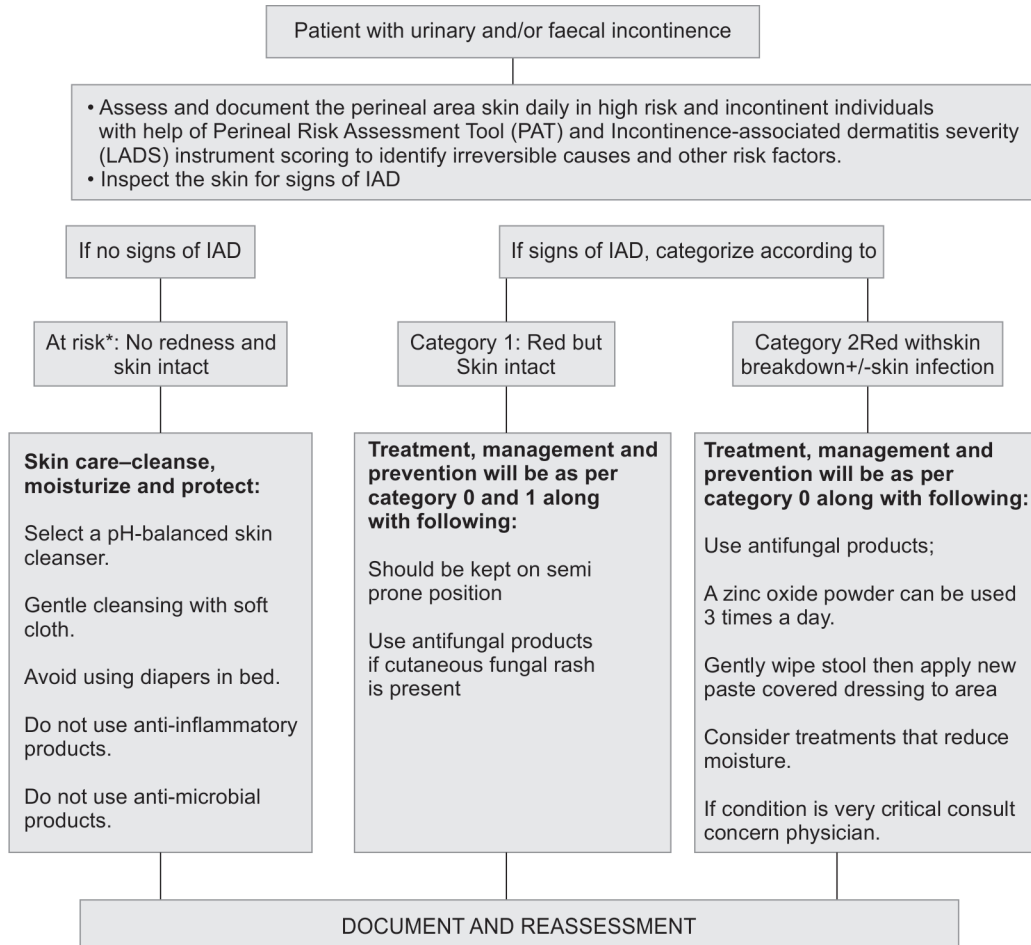 Patient with urinary and/or faecal incontinence
• Assess and document the perineal area skin daily in high risk and incontinent individuals
with help of Perineal Risk Assessment Tool (PAT) and Incontinence-associated dermatitis severity
(LADS) instrument scoring to identify irreversible causes and other risk factors.
• Inspect the skin for signs of IAD
If no signs of IAD
If signs of IAD, categorize according to
At risk*: No redness and
skin intact
Category 1: Red but
Skin intact
Category 2Red withskin
breakdown+/-skin infection
Skin care–cleanse,
moisturize and protect:
Select a pH-balanced skin
cleanser.
Gentle cleansing with soft
cloth.
Avoid using diapers in bed.
Do not use anti-inflammatory
products.
Do not use anti-microbial
products.
Treatment, management and
prevention will be as per
category 0 and 1 along
with following:
Should be kept on semi
prone position
Use antifungal products
if cutaneous fungal rash
is present
Treatment, management and
prevention will be as per
category 0 along with following:
Use antifungal products;
A zinc oxide powder can be used
3 times a day.
Gently wipe stool then apply new
paste covered dressing to area
Consider treatments that reduce
moisture.
If condition is very critical consult
concern physician.
DOCUMENT AND REASSESSMENT